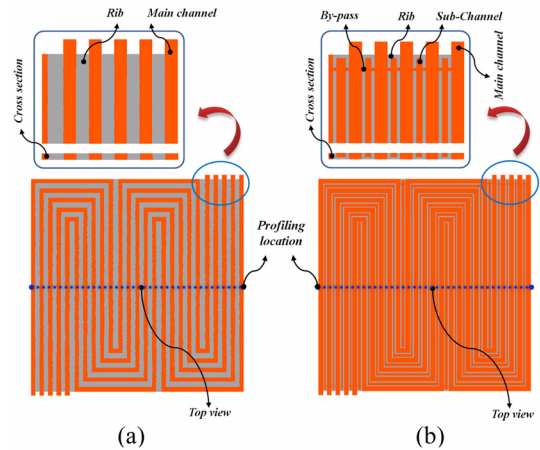 Rib
Main channel
Cross section
By-pass
Rib
Sub-Channel
Main channel
Cross section
Profiling
location
Top view
Top view
(a)
(b)